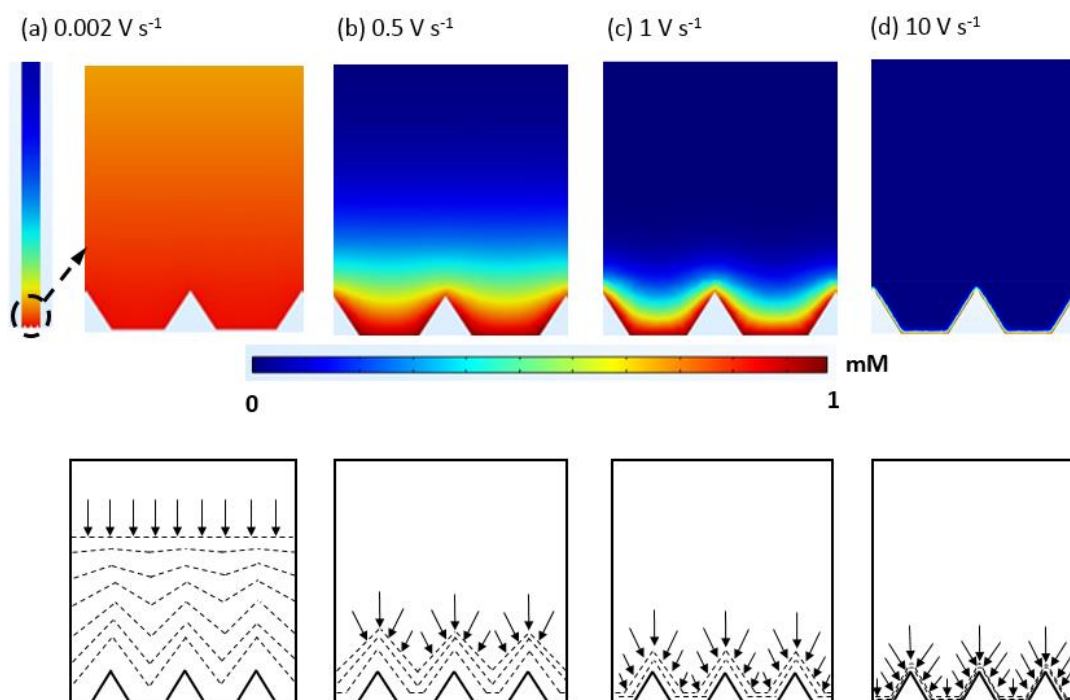 (a) 0.002 V s⁻¹
(b) 0.5 V s⁻¹
(c) 1 V s⁻¹
(d) 10 V s⁻¹
mM
0
1